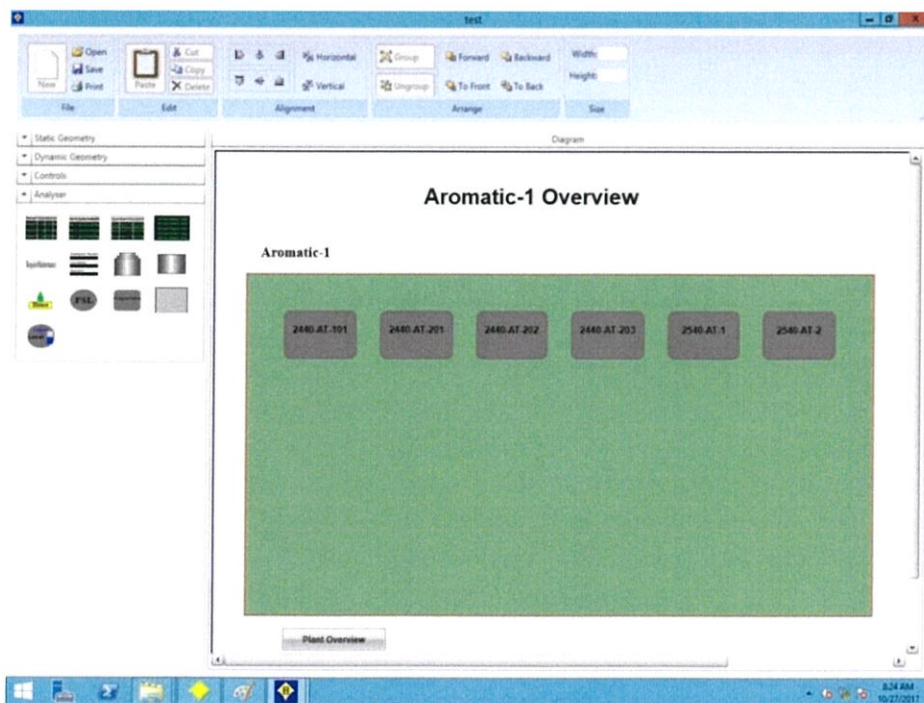 test
New
Open
Save
Print
File
Paste
Cut
Copy
Delete
Edit
Horizontal
Vertical
Alignment
Group
Ungroup
Forward
Backward
To Front
To Back
Arrange
Width:
Height:
Size
Static Geometry
Dynamic Geometry
Controls
Analyser
PSL
Diagram
Aromatic-1 Overview
Aromatic-1
2440-AT-101
2440-AT-201
2440-AT-202
2440-AT-203
2540-AT-1
2540-AT-2
Plant Overview
8:24 AM
10/27/2017